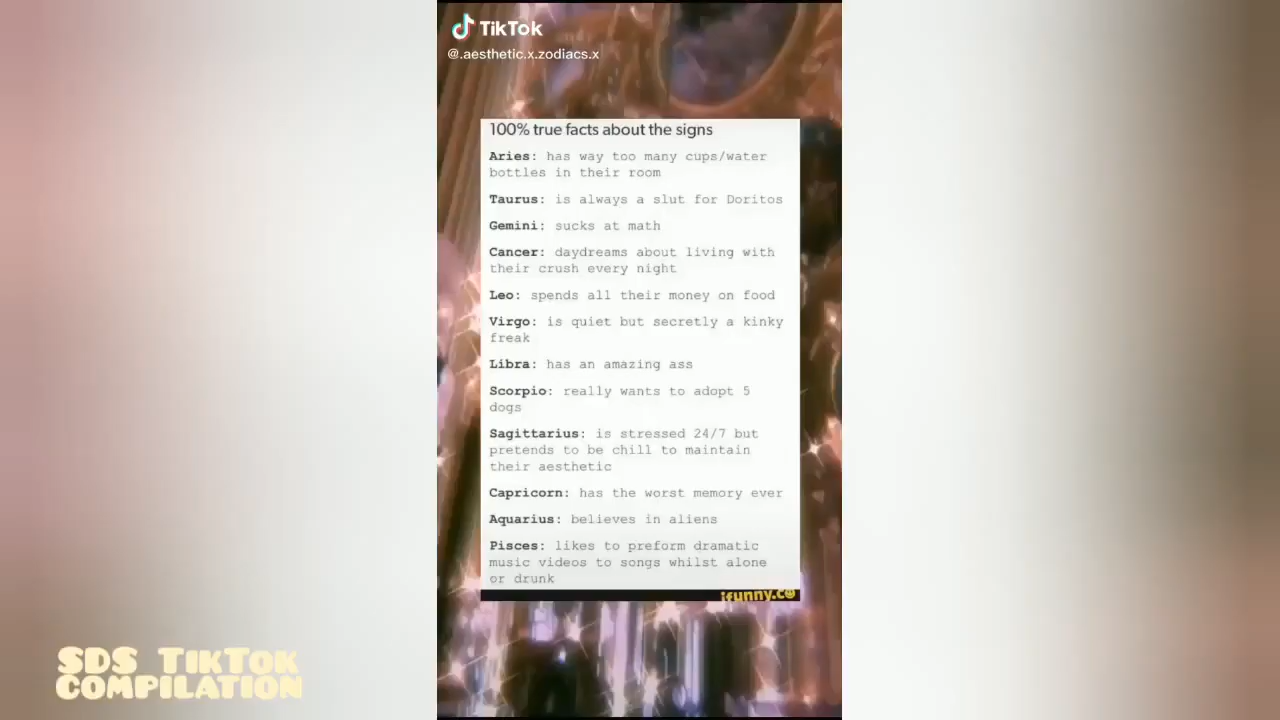 TikTok
@.aesthetic.x.zodiacs.x
100% true facts about the signs
Aries: has way too many cups/water
bottles in their room
Taurus: is always a slut for Doritos
Gemini: sucks at math
Cancer: daydreams about living with
their crush every night
Leo: spends all their money on food
Virgo: is quiet but secretly a kinky
freak
Libra: has an amazing ass
Scorpio: really wants to adopt 5
dogs
Sagittarius: is stressed 24/7 but
pretends to be chill to maintain
their aesthetic
Capricorn: has the worst memory ever
Aquarius: believes in aliens
Pisces: likes to preform dramatic
music videos to songs whilst alone
or drunk
ifunny.co
SDS TIKTOK
COMPILATION